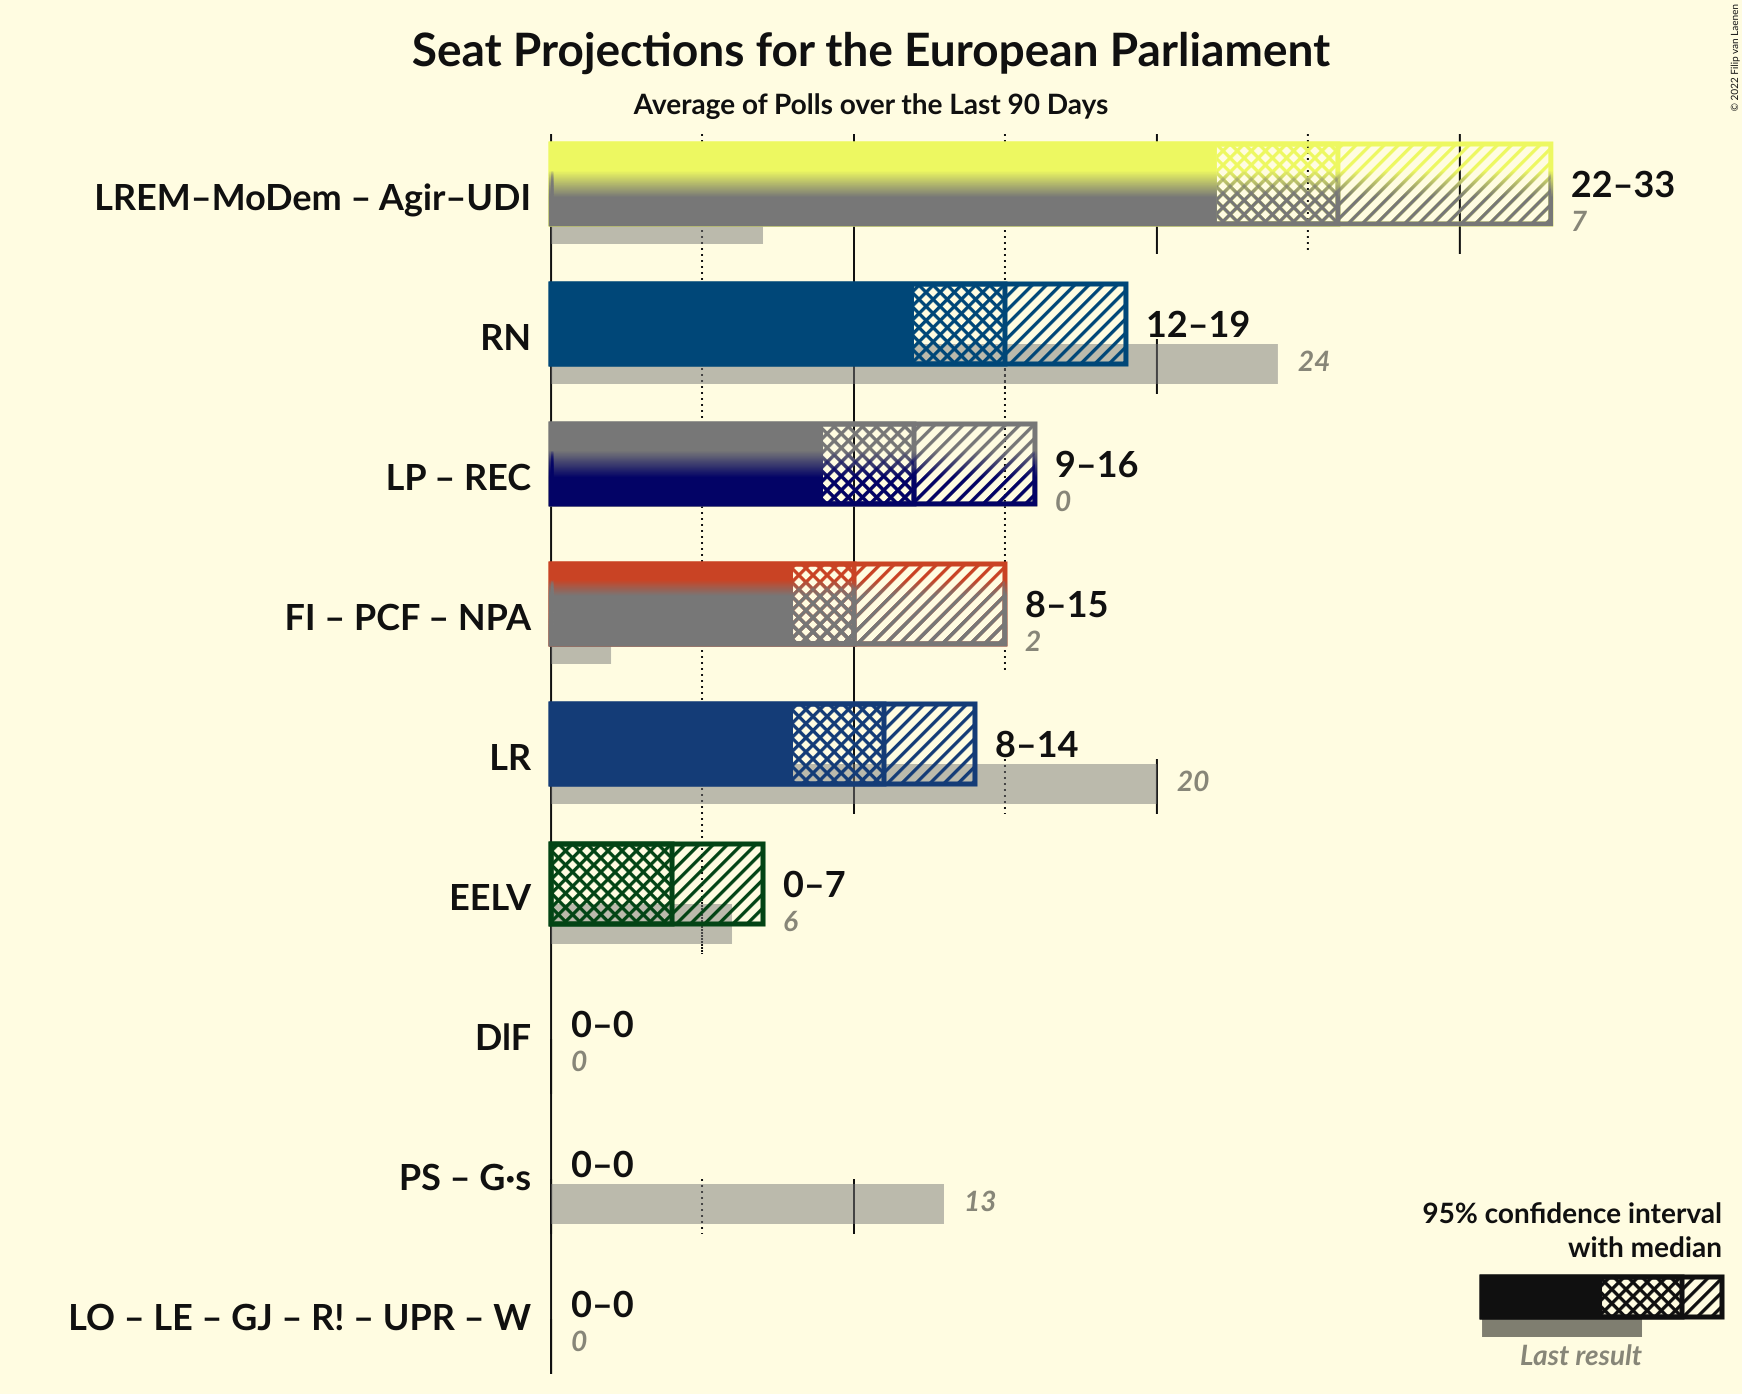 Seat Projections for the European Parliament
Average of Polls over the Last 90 Days
© 2022 Filip van Laenen
LREM–MoDem – Agir–UDI
22–33
7
RN
12–19
24
LP – REC
9–16
0
FI – PCF – NPA
8–15
2
LR
8–14
20
EELV
0–7
6
DlF
0–0
0
PS – G·s
0–0
13
LO – LE – GJ – R! – UPR – W
0–0
0
95% confidence interval
with median
Last result